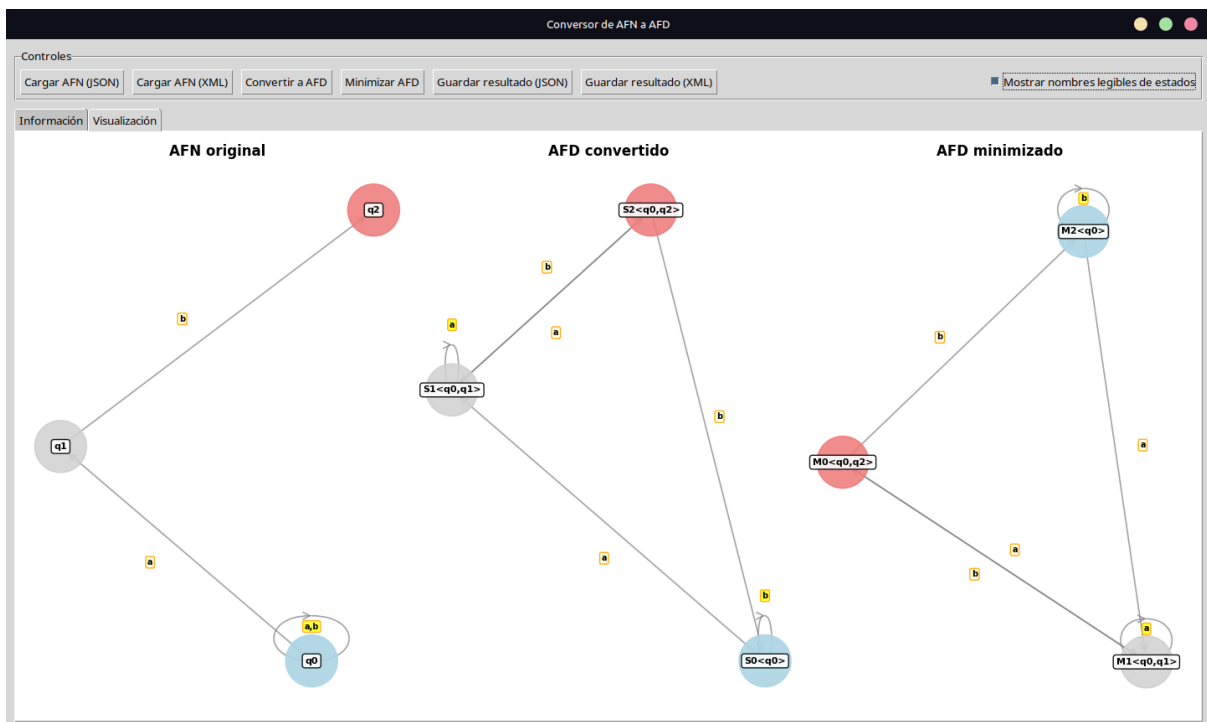 Conversor de AFN a AFD
Controles
Cargar AFN (JSON) Cargar AFN (XML) Convertir a AFD Minimizar AFD Guardar resultado (JSON) Guardar resultado (XML) Mostrar nombres legibles de estados
Información Visualización
AFN original
q2
b
q1
a
a,b
q0
AFD convertido
S2<q0,q2>
b
a
a
S1<q0,q1>
b
a
b
S0<q0>
AFD minimizado
b
M2<q0>
b
a
M0<q0,q2>
a
b
a
M1<q0,q1>